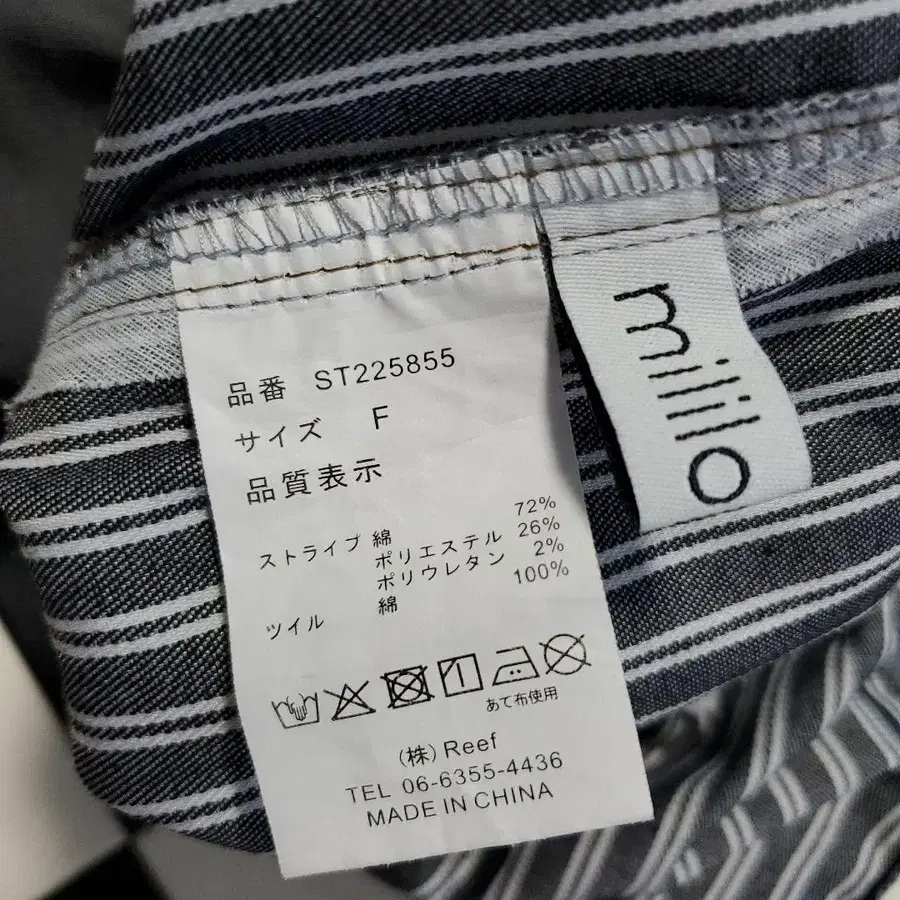 品番 ST225855
サイズ F
品質表示
ストライプ 綿 72%
ポリエステル 26%
ポリウレタン 2%
ツイル 綿 100%
あて布使用
(株) Reef
TEL 06-6355-4436
MADE IN CHINA
mililo